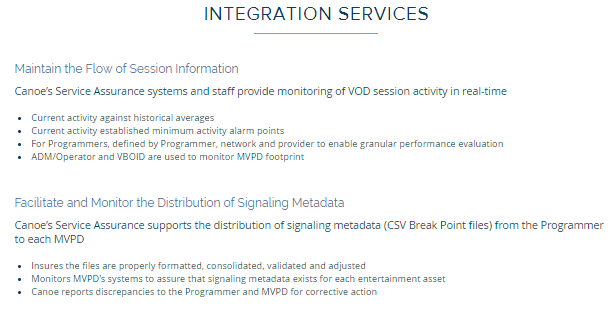 INTEGRATION SERVICES
Maintain the Flow of Session Information
Canoe's Service Assurance systems and staff provide monitoring of VOD session activity in real-time
• Current activity against historical averages
• Current activity established minimum activity alarm points
• For Programmers, defined by Programmer, network and provider to enable granular performance evaluation
• ADM/Operator and VBOID are used to monitor MVPD footprint
Facilitate and Monitor the Distribution of Signaling Metadata
Canoe's Service Assurance supports the distribution of signaling metadata (CSV Break Point files) from the Programmer
to each MVPD
• Insures the files are properly formatted, consolidated, validated and adjusted
• Monitors MVPD's systems to assure that signaling metadata exists for each entertainment asset
• Canoe reports discrepancies to the Programmer and MVPD for corrective action